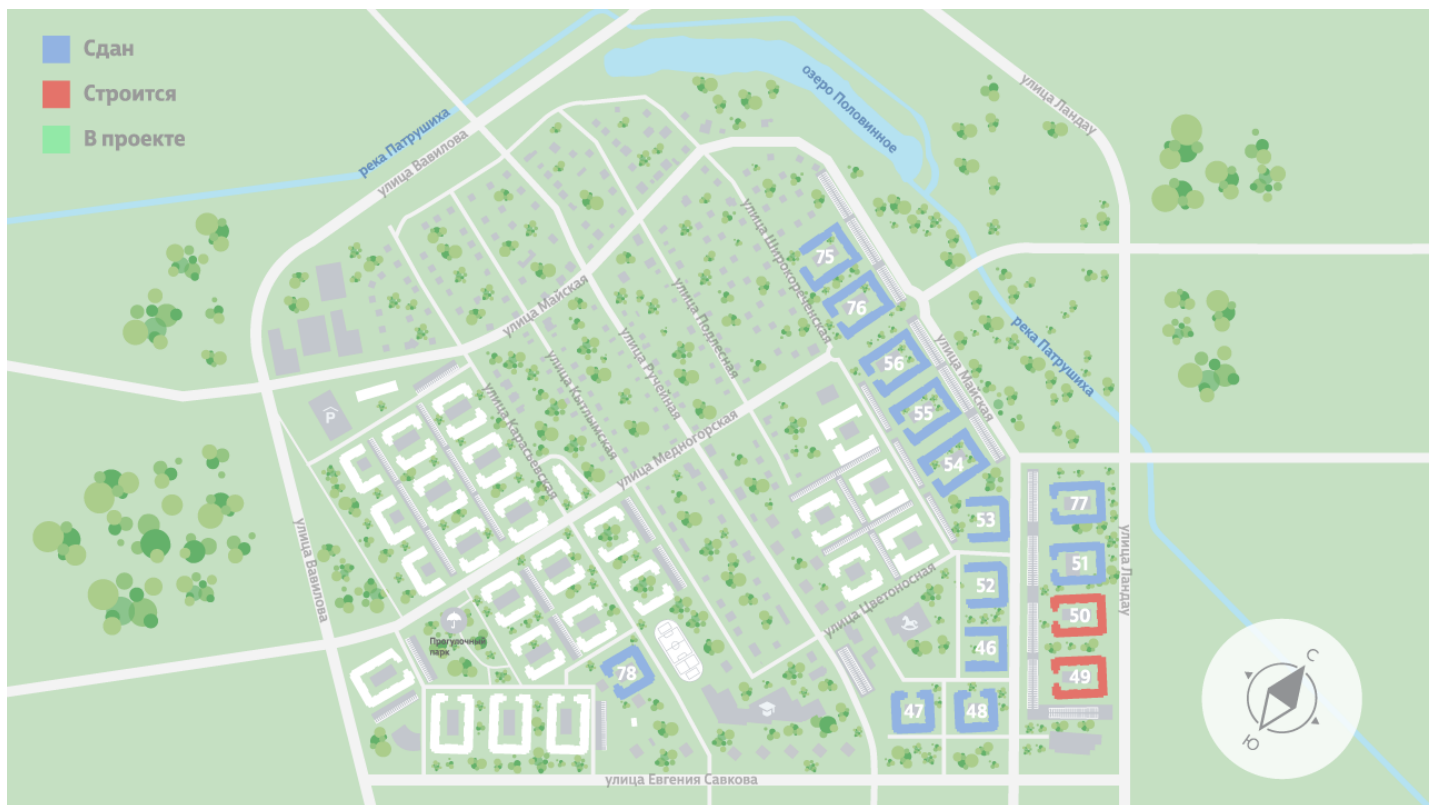 Сдан
Строится
В проекте
река Патрушиха
улица Вавилова
озеро Половинное
улица Ландау
улица Широкореченская
75
76
улица Майская
улица Подлесная
улица Майская
река Патрушиха
улица Ручейная
улица Кытлымская
улица Карасьевская
56
55
54
P
улица Медногорская
53
77
51
50
49
улица Ландау
52
46
улица Вавилова
улица Цветоносная
Прогулочный
парк
78
47
48
улица Евгения Савкова
С
Ю